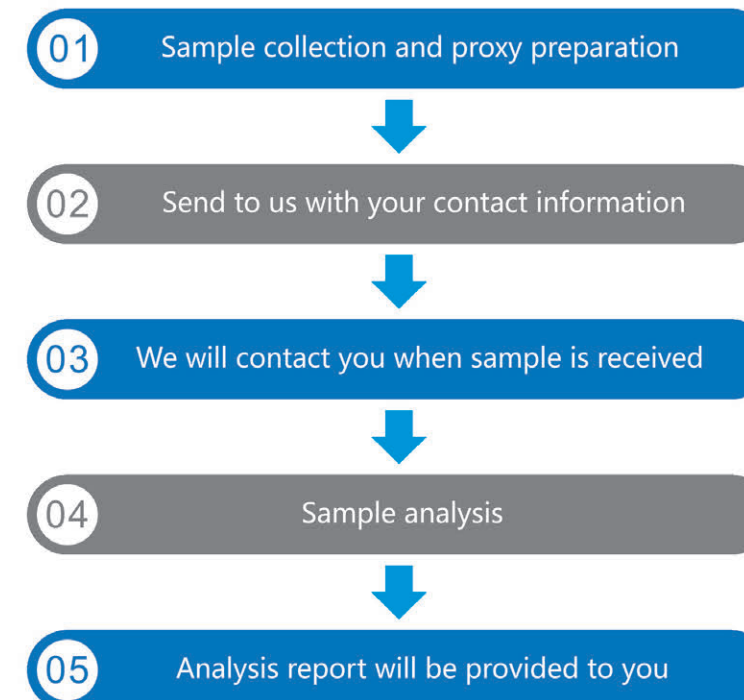 01 Sample collection and proxy preparation
02 Send to us with your contact information
03 We will contact you when sample is received
04 Sample analysis
05 Analysis report will be provided to you